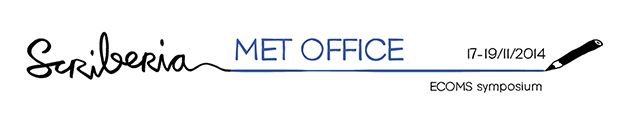 Scriberia MET OFFICE 17-19/11/2014
ECOMS symposium